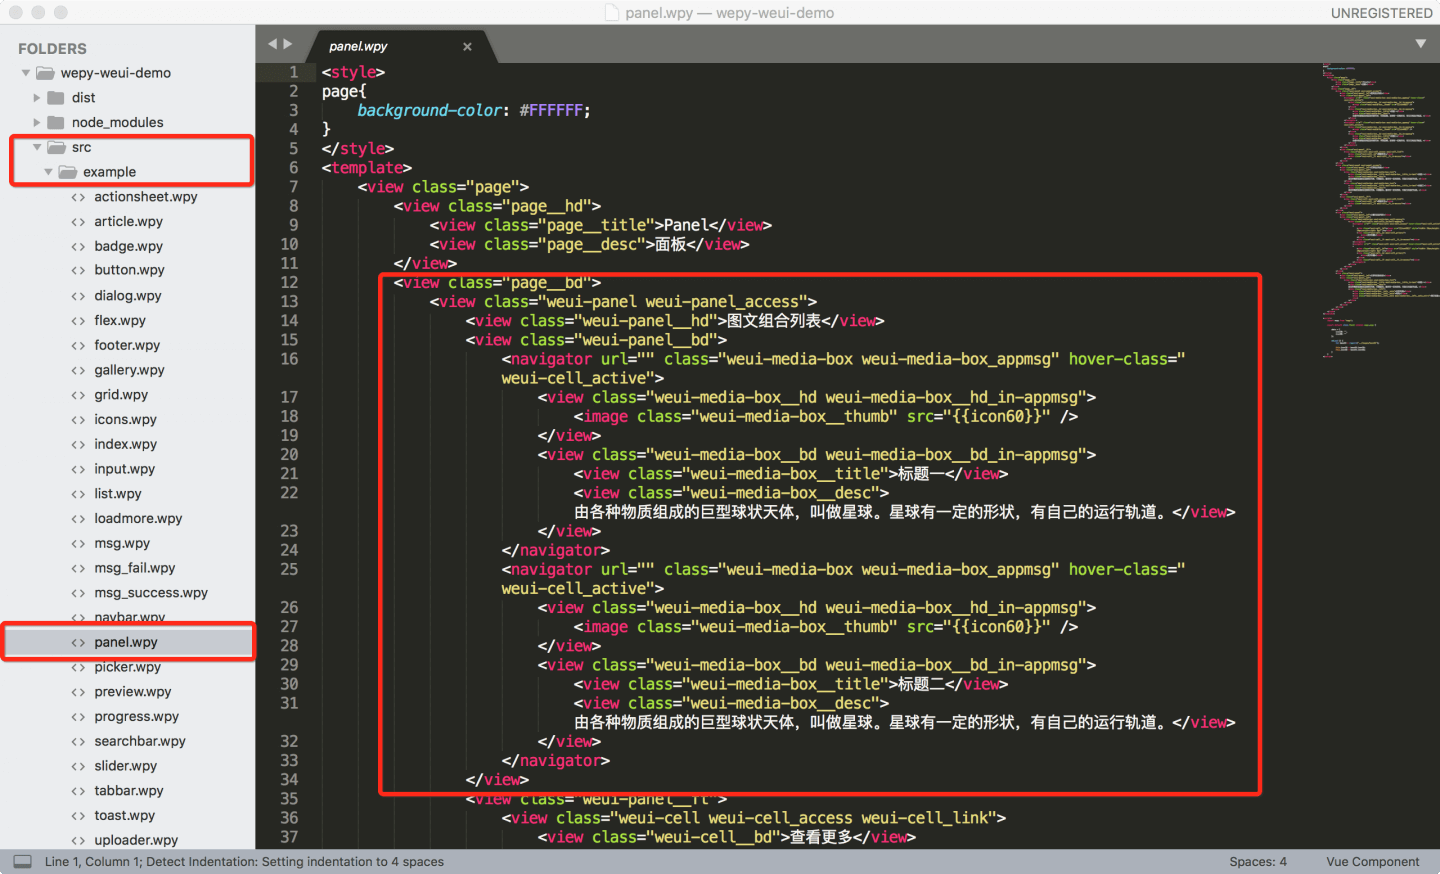 panel.wpy — wepy-weui-demo
UNREGISTERED
FOLDERS
wepy-weui-demo
dist
node_modules
src
example
actionsheet.wpy
article.wpy
badge.wpy
button.wpy
dialog.wpy
flex.wpy
footer.wpy
gallery.wpy
grid.wpy
icons.wpy
index.wpy
input.wpy
list.wpy
loadmore.wpy
msg.wpy
msg_fail.wpy
msg_success.wpy
navbar.wpy
panel.wpy
picker.wpy
preview.wpy
progress.wpy
searchbar.wpy
slider.wpy
tabbar.wpy
toast.wpy
uploader.wpy
panel.wpy
1 <style>
2 page{
3 background-color: #FFFFFF;
4 }
5 </style>
6 <template>
7 <view class="page">
8 <view class="page__hd">
9 <view class="page__title">Panel</view>
10 <view class="page__desc">面板</view>
11 </view>
12 <view class="page__bd">
13 <view class="weui-panel weui-panel_access">
14 <view class="weui-panel__hd">图文组合列表</view>
15 <view class="weui-panel__bd">
16 <navigator url="" class="weui-media-box weui-media-box_appmsg" hover-class="
weui-cell_active">
17 <view class="weui-media-box__hd weui-media-box__hd_in-appmsg">
18 <image class="weui-media-box__thumb" src="{{icon60}}" />
19 </view>
20 <view class="weui-media-box__bd weui-media-box__bd_in-appmsg">
21 <view class="weui-media-box__title">标题一</view>
22 <view class="weui-media-box__desc">
由各种物质组成的巨型球状天体，叫做星球。星球有一定的形状，有自己的运行轨道。</view>
23 </view>
24 </navigator>
25 <navigator url="" class="weui-media-box weui-media-box_appmsg" hover-class="
weui-cell_active">
26 <view class="weui-media-box__hd weui-media-box__hd_in-appmsg">
27 <image class="weui-media-box__thumb" src="{{icon60}}" />
28 </view>
29 <view class="weui-media-box__bd weui-media-box__bd_in-appmsg">
30 <view class="weui-media-box__title">标题二</view>
31 <view class="weui-media-box__desc">
由各种物质组成的巨型球状天体，叫做星球。星球有一定的形状，有自己的运行轨道。</view>
32 </view>
33 </navigator>
34 </view>
35 <view class="weui-panel__ft">
36 <view class="weui-cell weui-cell_access weui-cell_link">
37 <view class="weui-cell__bd">查看更多</view>
Line 1, Column 1; Detect Indentation: Setting indentation to 4 spaces
Spaces: 4
Vue Component